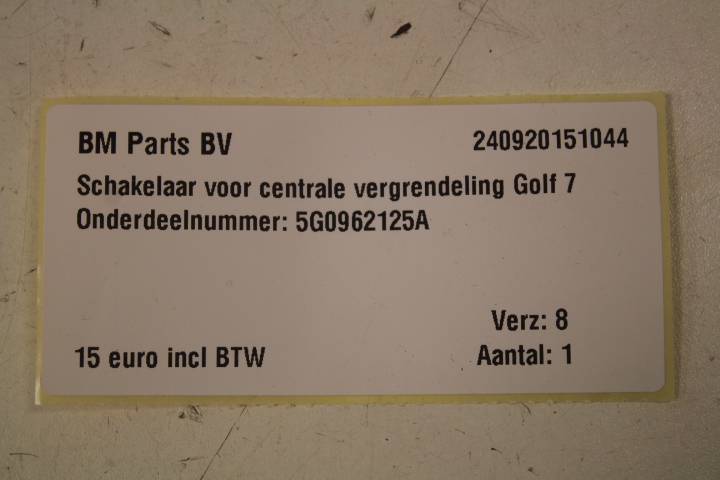 BM Parts BV 240920151044
Schakelaar voor centrale vergrendeling Golf 7
Onderdeelnummer: 5G0962125A
Verz: 8
15 euro incl BTW Aantal: 1